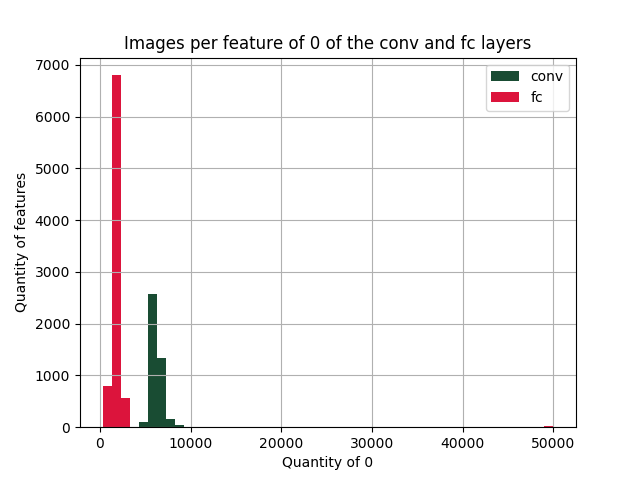 Images per feature of 0 of the conv and fc layers
conv
fc
7000
6000
5000
4000
3000
2000
1000
0
Quantity of features
0
10000
20000
30000
40000
50000
Quantity of 0